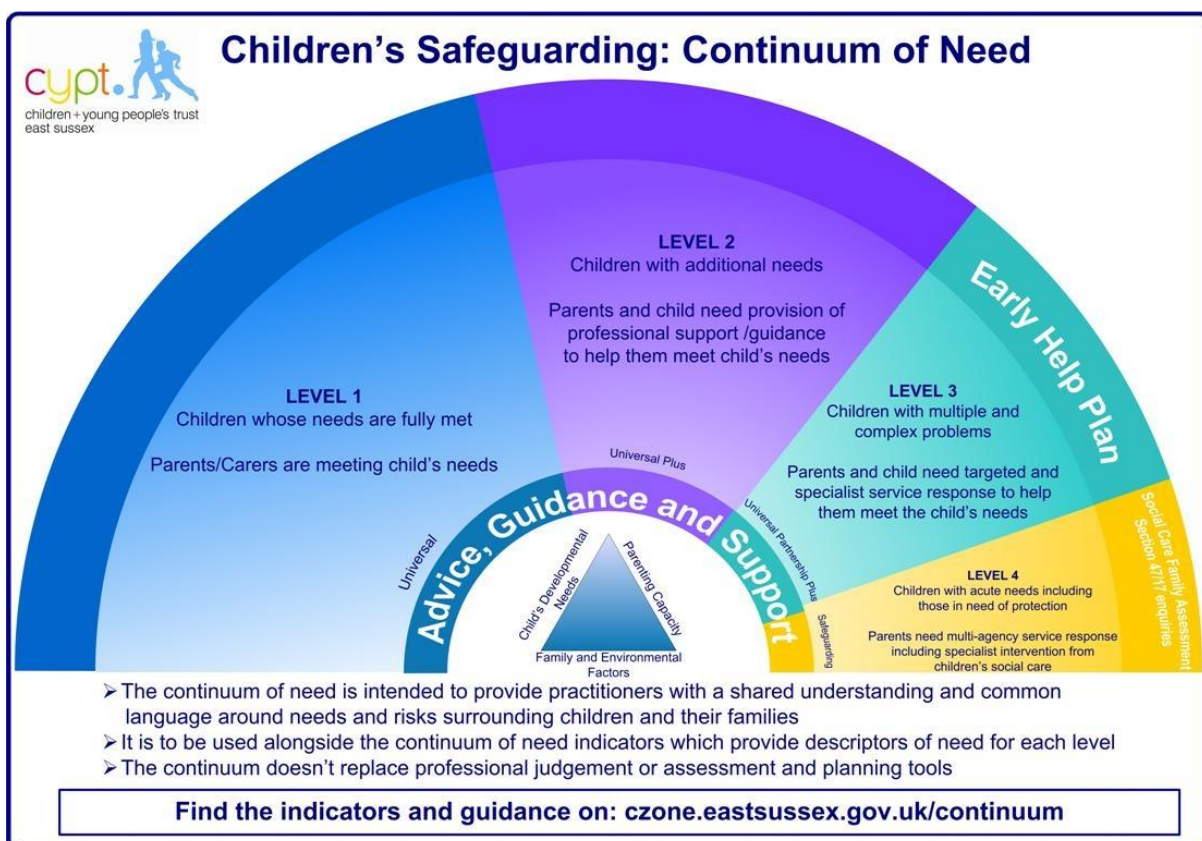 Children's Safeguarding: Continuum of Need
cypt.
children+young people's trust
east sussex
LEVEL 1
Children whose needs are fully met
Parents/Carers are meeting child's needs
LEVEL 2
Children with additional needs
Parents and child need provision of
professional support /guidance
to help them meet child's needs
LEVEL 3
Children with multiple and
complex problems
Parents and child need targeted and
specialist service response to help
them meet the child's needs
Early Help Plan
LEVEL 4
Children with acute needs including
those in need of protection
Parents need multi-agency service response
including specialist intervention from
children's social care
Social Care Family Assessment
Section 47/17 enquiries
Universal
Universal Plus
Universal Partnership Plus
Safeguarding
Advice, Guidance and Support
Child's Developmental
Needs
Parenting Capacity
Family and Environmental
Factors
➢ The continuum of need is intended to provide practitioners with a shared understanding and common
language around needs and risks surrounding children and their families
➢ It is to be used alongside the continuum of need indicators which provide descriptors of need for each level
➢ The continuum doesn't replace professional judgement or assessment and planning tools
Find the indicators and guidance on: czone.eastsussex.gov.uk/continuum